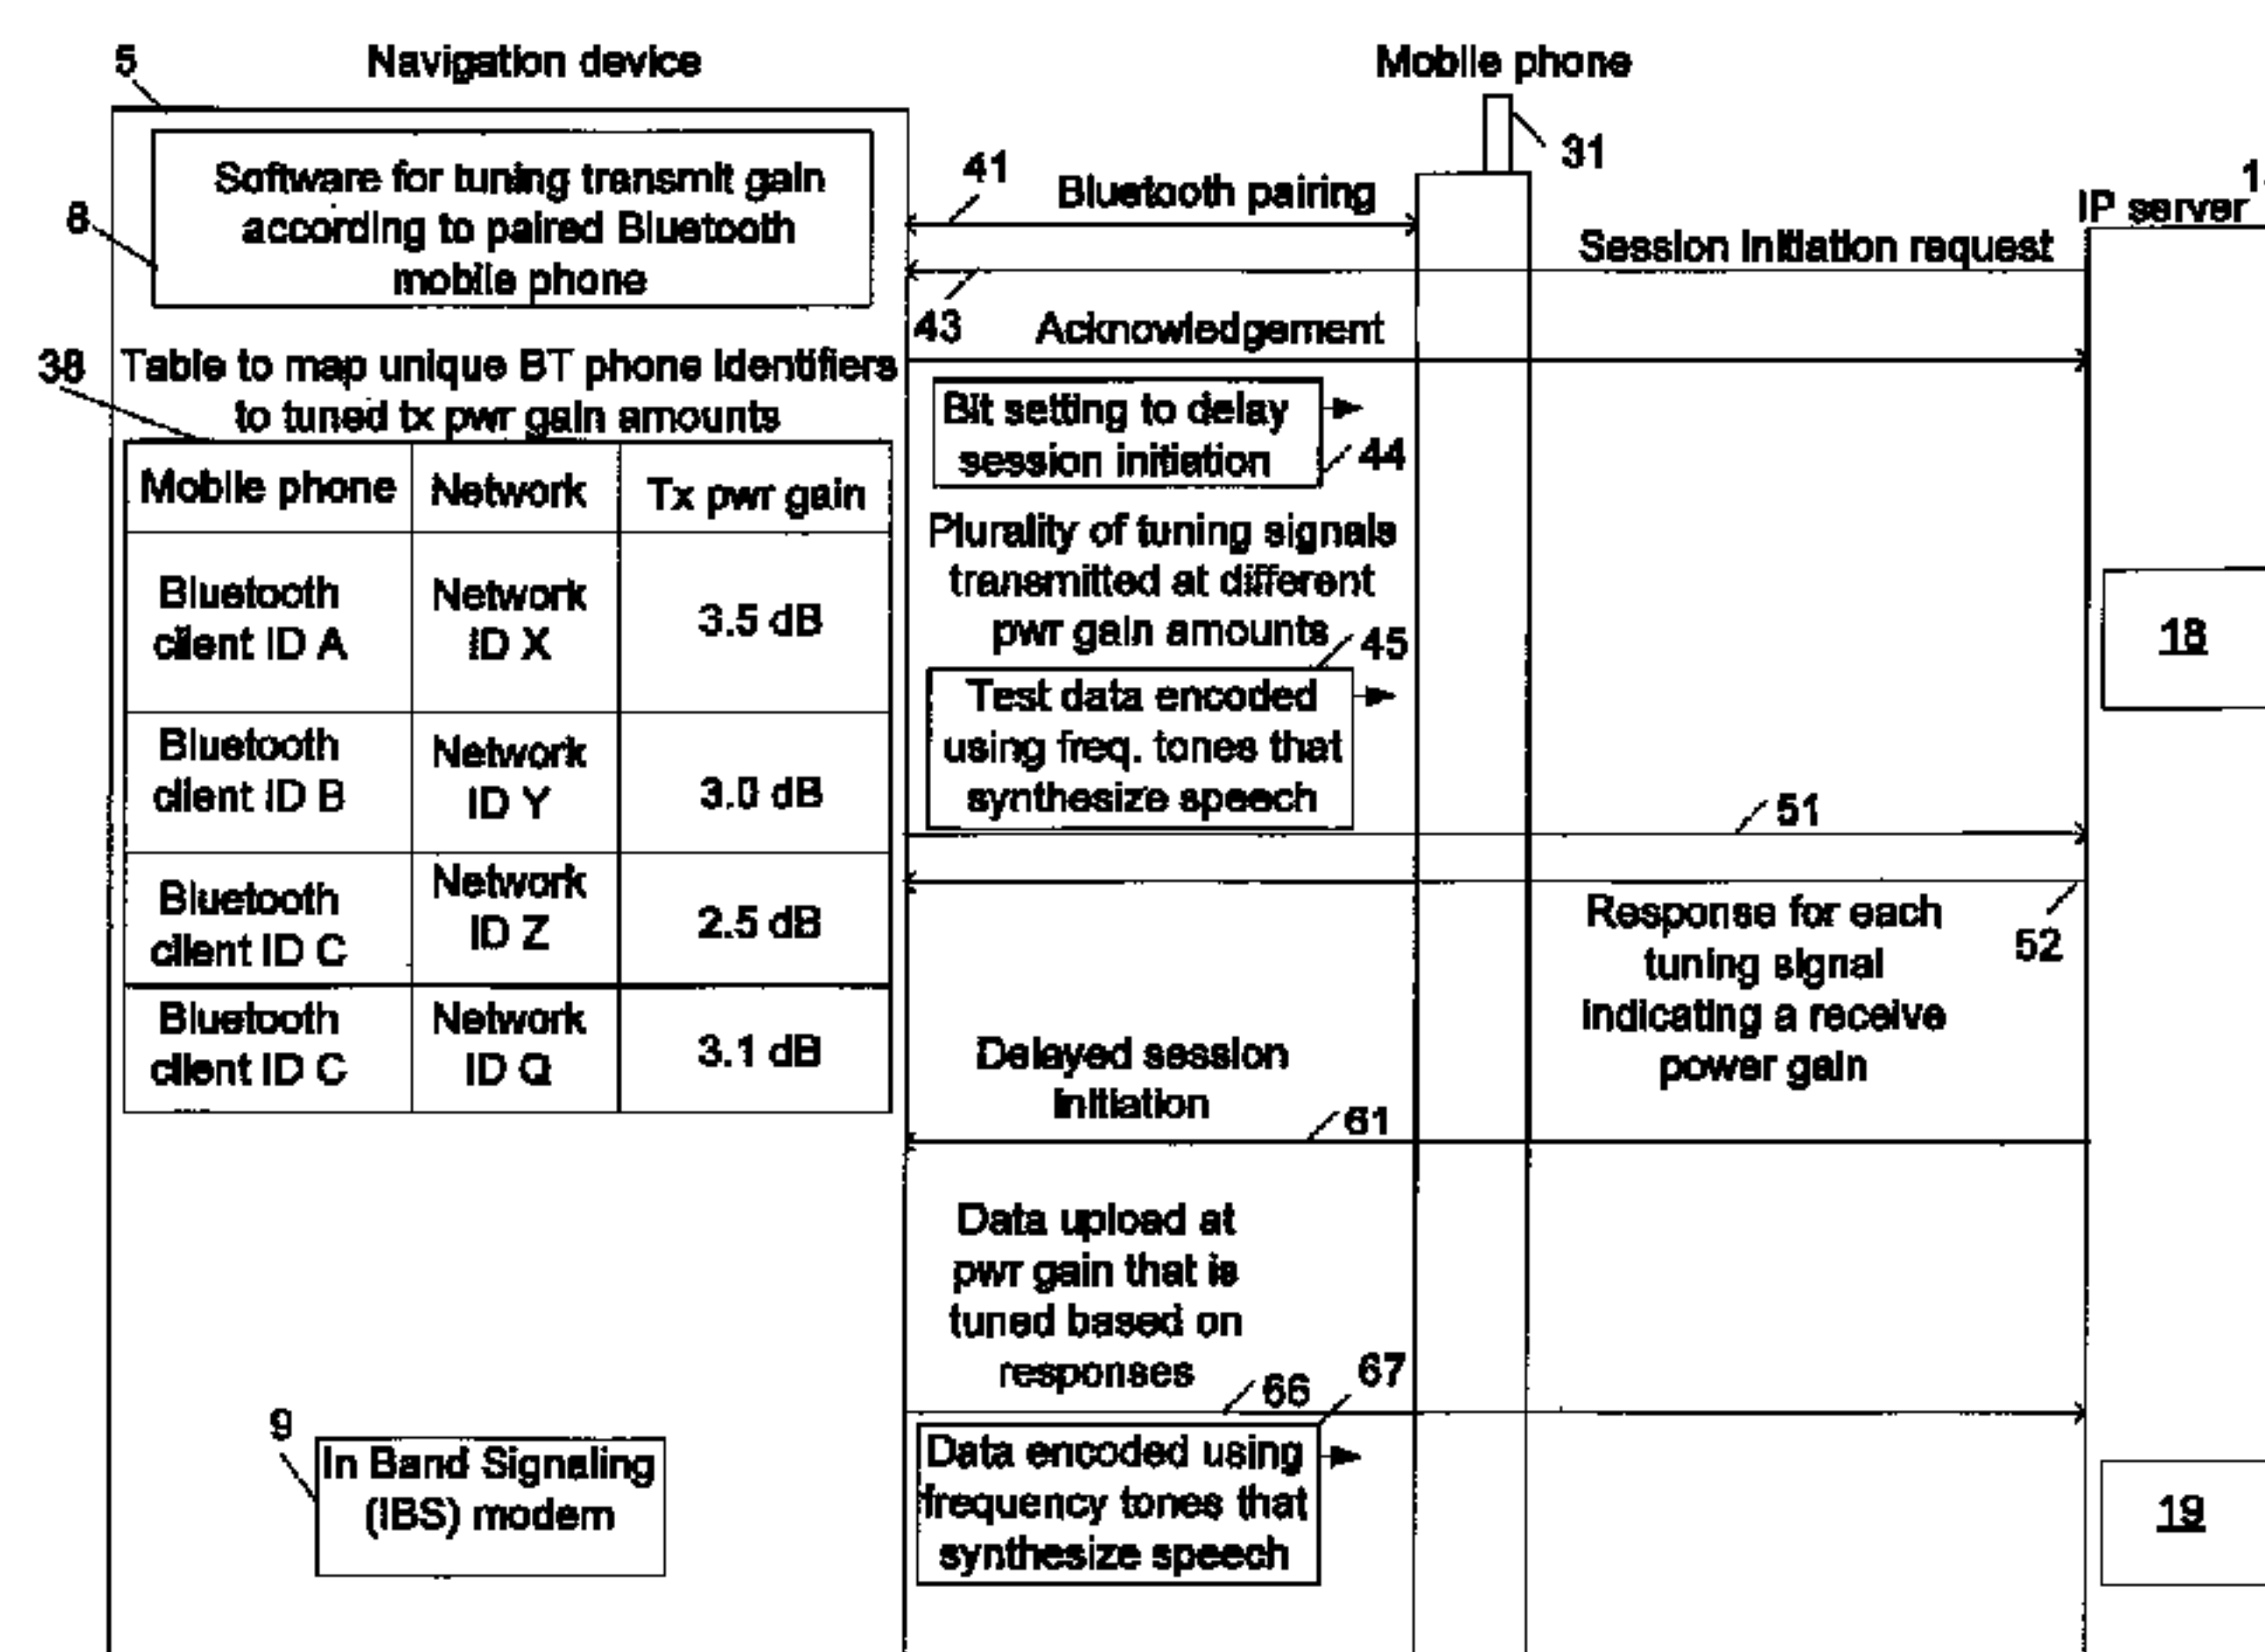 5
Navigation device
Mobile phone
31
Software for tuning transmit gain
according to paired Bluetooth
mobile phone
8
41
Bluetooth pairing
IP server
Session initiation request
43
Acknowledgement
38
Table to map unique BT phone identifiers
to tuned tx pwr gain amounts
Mobile phone
Network
Tx pwr gain
Bluetooth
client ID A
Network
ID X
3.5 dB
Bluetooth
client ID B
Network
ID Y
3.0 dB
Bluetooth
client ID C
Network
ID Z
2.5 dB
Bluetooth
client ID C
Network
ID Q
3.1 dB
Bit setting to delay
session initiation
44
Plurality of tuning signals
transmitted at different
pwr gain amounts
45
Test data encoded
using freq. tones that
synthesize speech
51
52
Response for each
tuning signal
indicating a receive
power gain
18
Delayed session
initiation
61
Data upload at
pwr gain that is
tuned based on
responses
66
67
Data encoded using
frequency tones that
synthesize speech
9
In Band Signaling
(IBS) modem
19